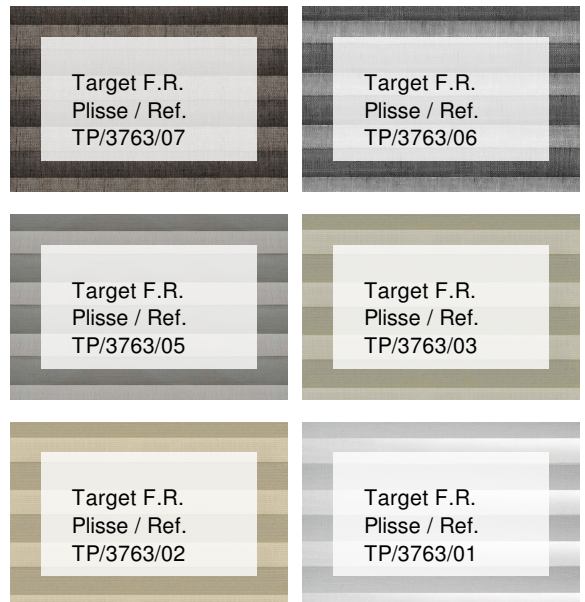 Target F.R.
Plisse / Ref.
TP/3763/07
Target F.R.
Plisse / Ref.
TP/3763/06
Target F.R.
Plisse / Ref.
TP/3763/05
Target F.R.
Plisse / Ref.
TP/3763/03
Target F.R.
Plisse / Ref.
TP/3763/02
Target F.R.
Plisse / Ref.
TP/3763/01